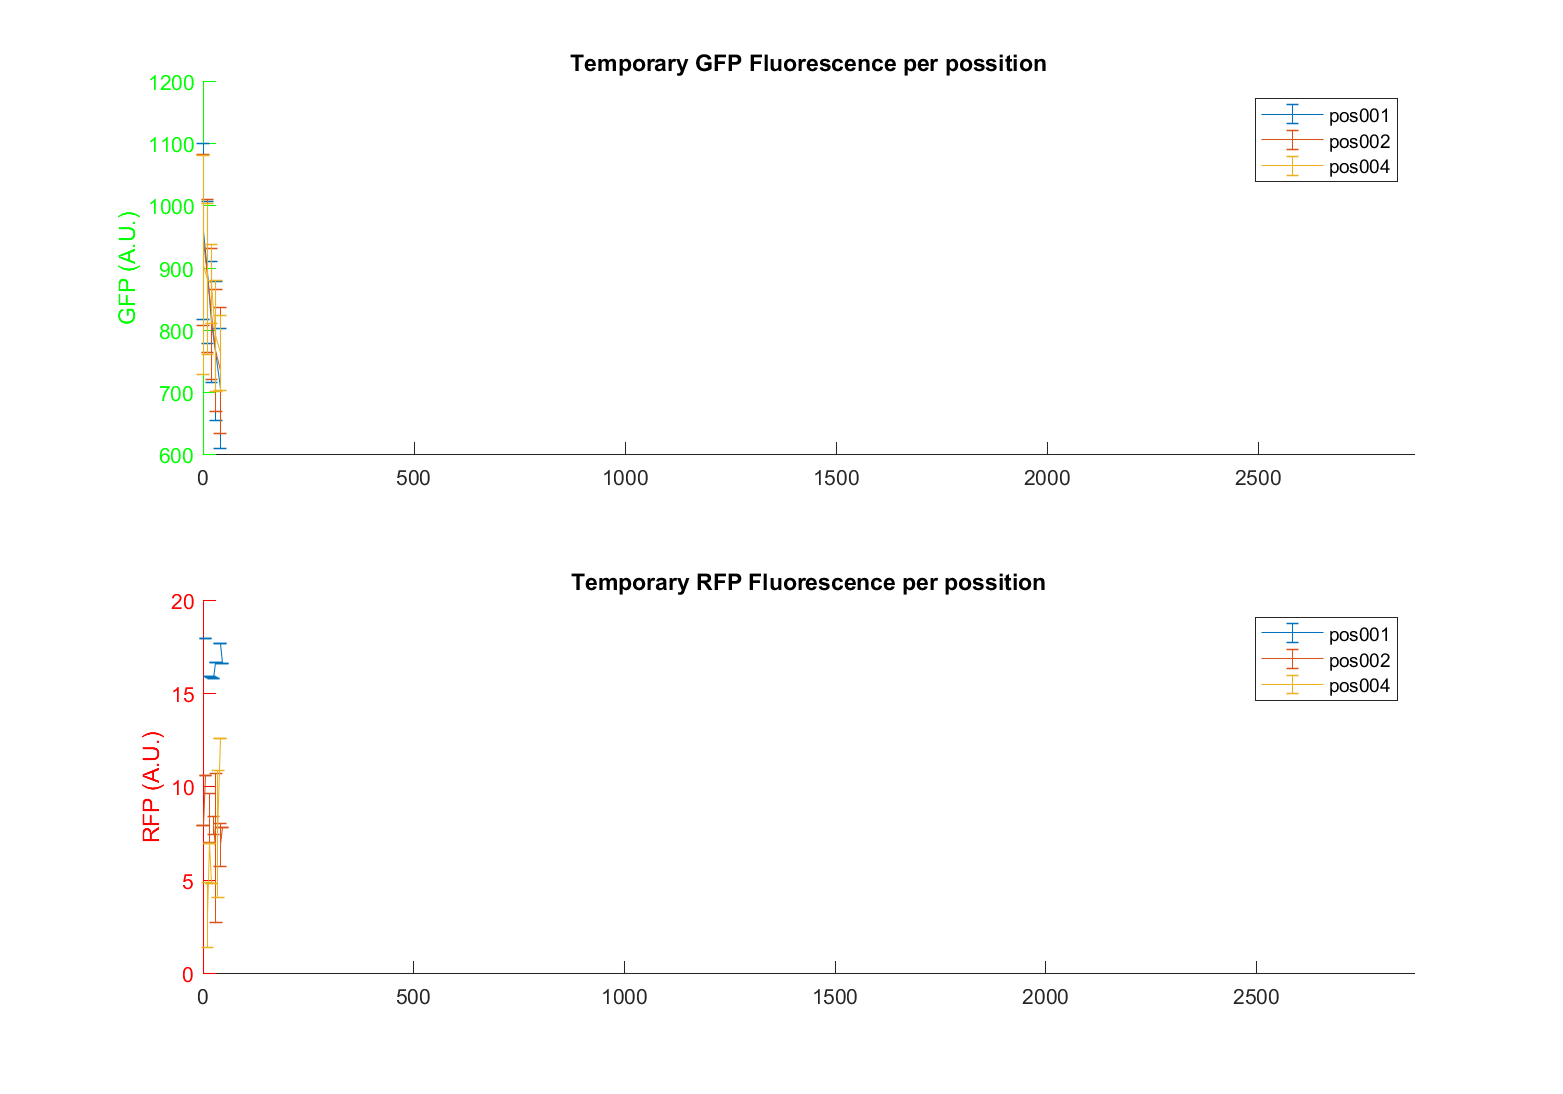 Temporary GFP Fluorescence per possition
GFP (A.U.)
1200
1100
1000
900
800
700
600
0 500 1000 1500 2000 2500
pos001
pos002
pos004
Temporary RFP Fluorescence per possition
RFP (A.U.)
20
15
10
5
0
0 500 1000 1500 2000 2500
pos001
pos002
pos004